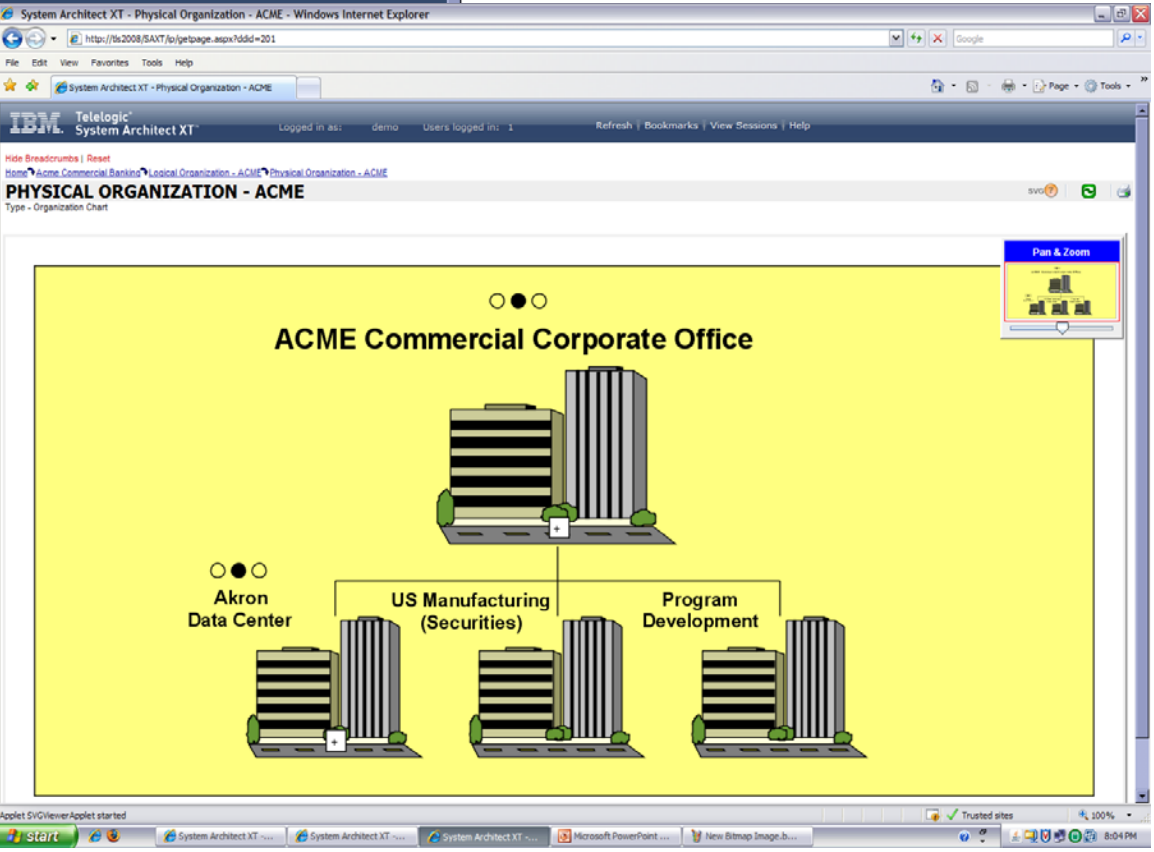 System Architect XT - Physical Organization - ACME - Windows Internet Explorer
http://tls2008/SAXT/ip/getpage.aspx?ddid=201
Google
File Edit View Favorites Tools Help
System Architect XT - Physical Organization - ACME
Page Tools
IBM. Telelogic
System Architect XT
Logged in as: demo Users logged in: 1 Refresh | Bookmarks | View Sessions | Help
Hide Breadcrumbs | Reset
Home Acme Commercial Banking Logical Organization - ACME Physical Organization - ACME
PHYSICAL ORGANIZATION - ACME
svg
Type - Organization Chart
Pan & Zoom
ACME Commercial Corporate Office
Akron
Data Center
US Manufacturing
(Securities)
Program
Development
Applet SVGViewerApplet started
Trusted sites
100%
start
System Architect XT -...
System Architect XT -...
System Architect XT -...
Microsoft PowerPoint ...
New Bitmap Image.b...
8:04 PM